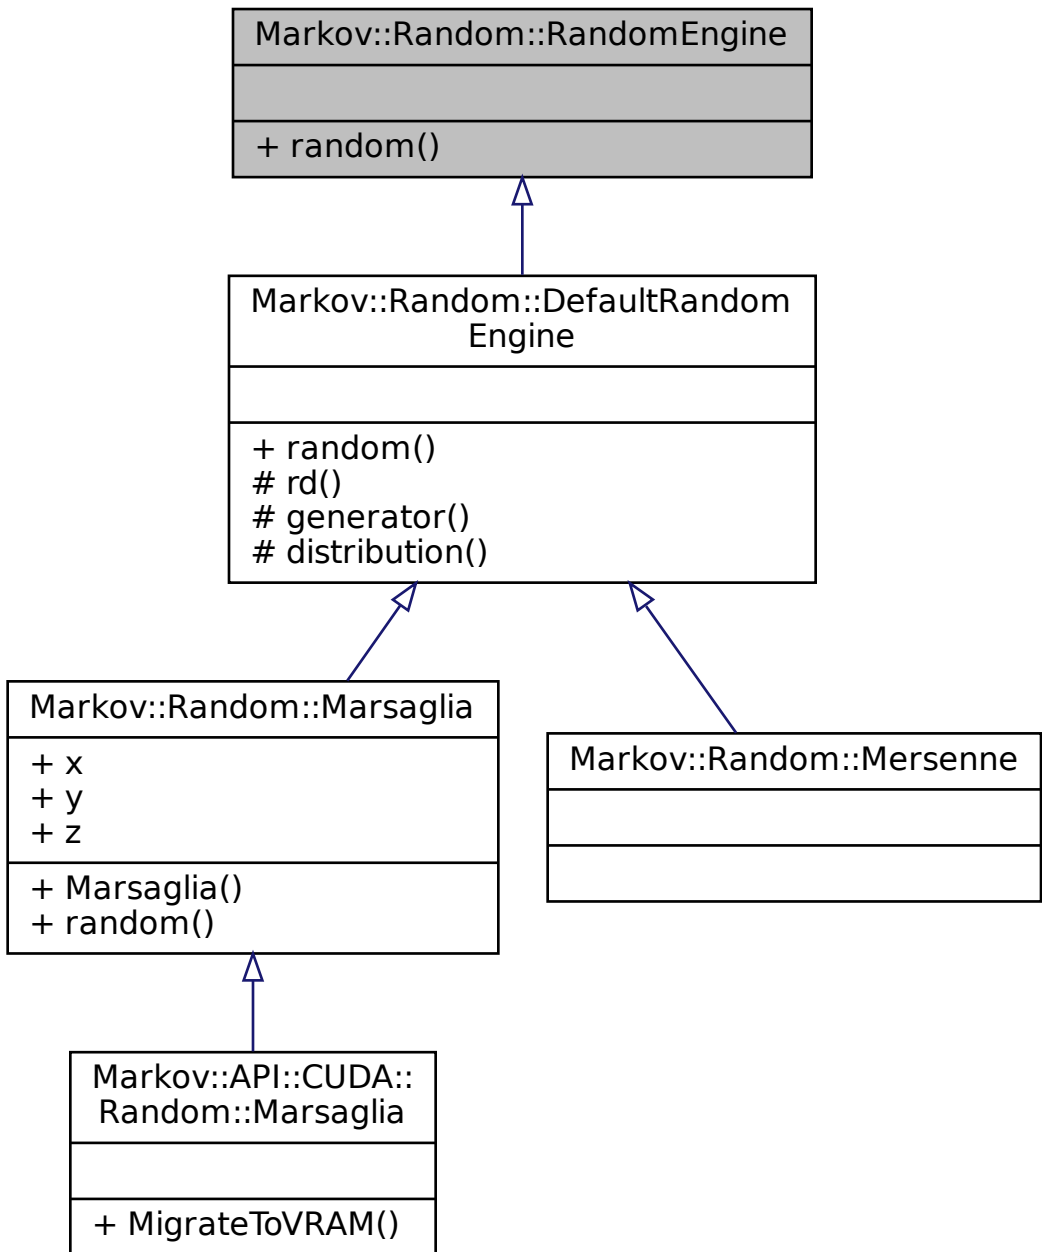 Markov::Random::RandomEngine
+ random()
Markov::Random::DefaultRandom
Engine
+ random()
# rd()
# generator()
# distribution()
Markov::Random::Marsaglia
+ x
+ y
+ z
+ Marsaglia()
+ random()
Markov::Random::Mersenne
Markov::API::CUDA::
Random::Marsaglia
+ MigrateToVRAM()